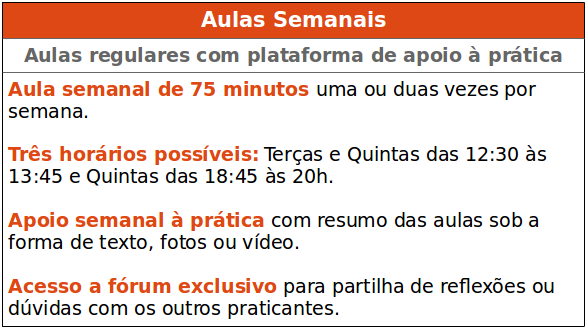 Aulas Semanais
Aulas regulares com plataforma de apoio à prática
Aula semanal de 75 minutos uma ou duas vezes por
semana.
Três horários possíveis: Terças e Quintas das 12:30 às
13:45 e Quintas das 18:45 às 20h.
Apoio semanal à prática com resumo das aulas sob a
forma de texto, fotos ou vídeo.
Acesso a fórum exclusivo para partilha de reflexões ou
dúvidas com os outros praticantes.